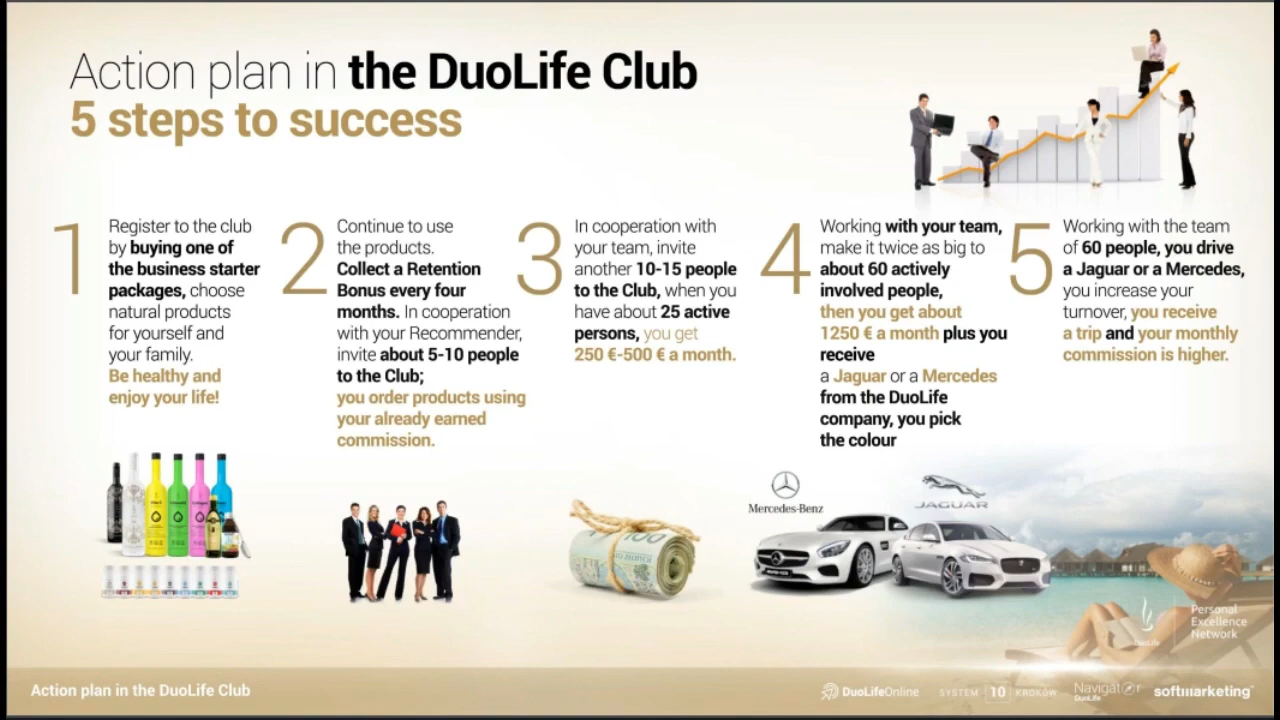 Action plan in the DuoLife Club
5 steps to success
1
Register to the club
by buying one of
the business starter
packages, choose
natural products
for yourself and
your family.
Be healthy and
enjoy your life!
2
Continue to use
the products.
Collect a Retention
Bonus every four
months. In cooperation
with your Recommender,
invite about 5-10 people
to the Club;
you order products using
your already earned
commission.
3
In cooperation with
your team, invite
another 10-15 people
to the Club, when you
have about 25 active
persons, you get
250 €-500 € a month.
4
Working with your team,
make it twice as big to
about 60 actively
involved people,
then you get about
1250 € a month plus you
receive
a Jaguar or a Mercedes
from the DuoLife
company, you pick
the colour
5
Working with the team
of 60 people, you drive
a Jaguar or a Mercedes,
you increase your
turnover, you receive
a trip and your monthly
commission is higher.
100
Mercedes-Benz
JAGUAR
DuoLife
Personal
Excellence
Network
Action plan in the DuoLife Club
DuoLifeOnline
SYSTEM 10 KROKÓW
Navigator
DuoLife
softmarketing